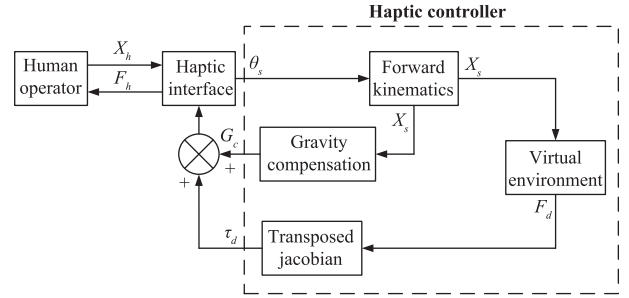 Haptic controller
X_h
F_h
Human
operator
Haptic
interface
θ_s
Forward
kinematics
X_s
X_s
G_c
+
+
Gravity
compensation
Virtual
environment
F_d
τ_d
Transposed
jacobian